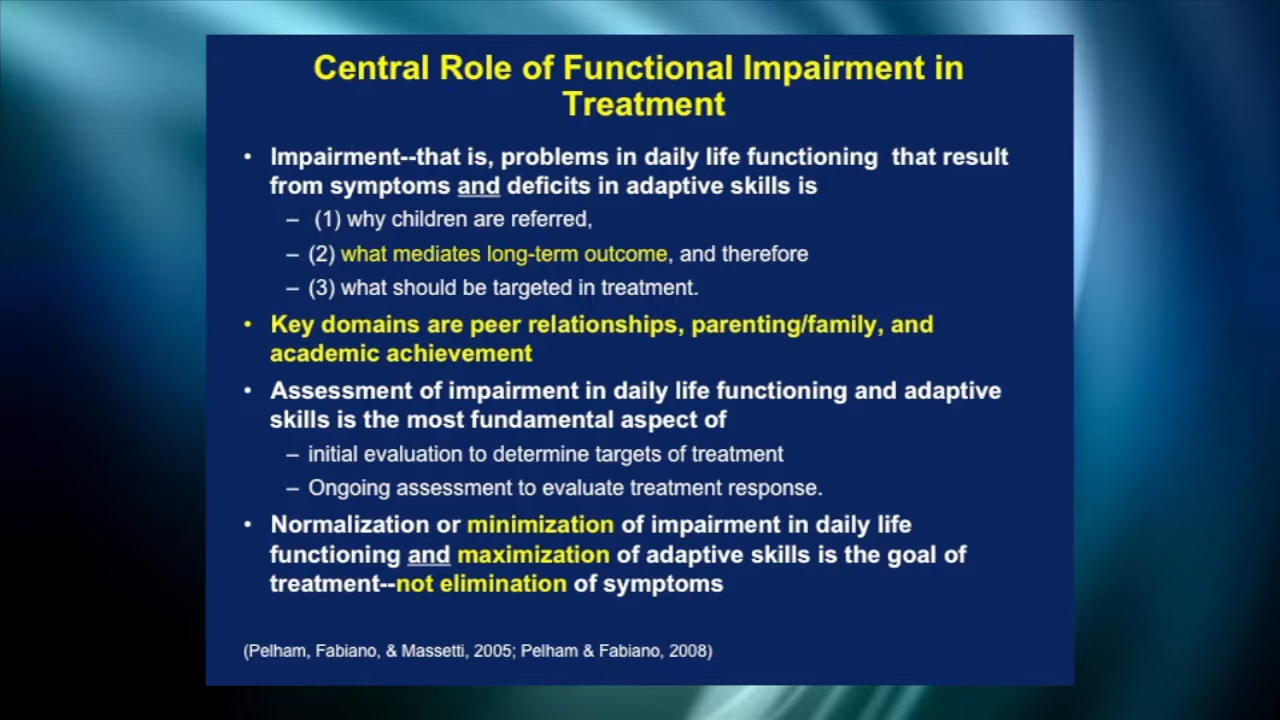 Central Role of Functional Impairment in
Treatment
• Impairment--that is, problems in daily life functioning  that result
from symptoms and deficits in adaptive skills is
– (1) why children are referred,
– (2) what mediates long-term outcome, and therefore
– (3) what should be targeted in treatment.
• Key domains are peer relationships, parenting/family, and
academic achievement
• Assessment of impairment in daily life functioning and adaptive
skills is the most fundamental aspect of
– initial evaluation to determine targets of treatment
– Ongoing assessment to evaluate treatment response.
• Normalization or minimization of impairment in daily life
functioning and maximization of adaptive skills is the goal of
treatment--not elimination of symptoms
(Pelham, Fabiano, & Massetti, 2005; Pelham & Fabiano, 2008)